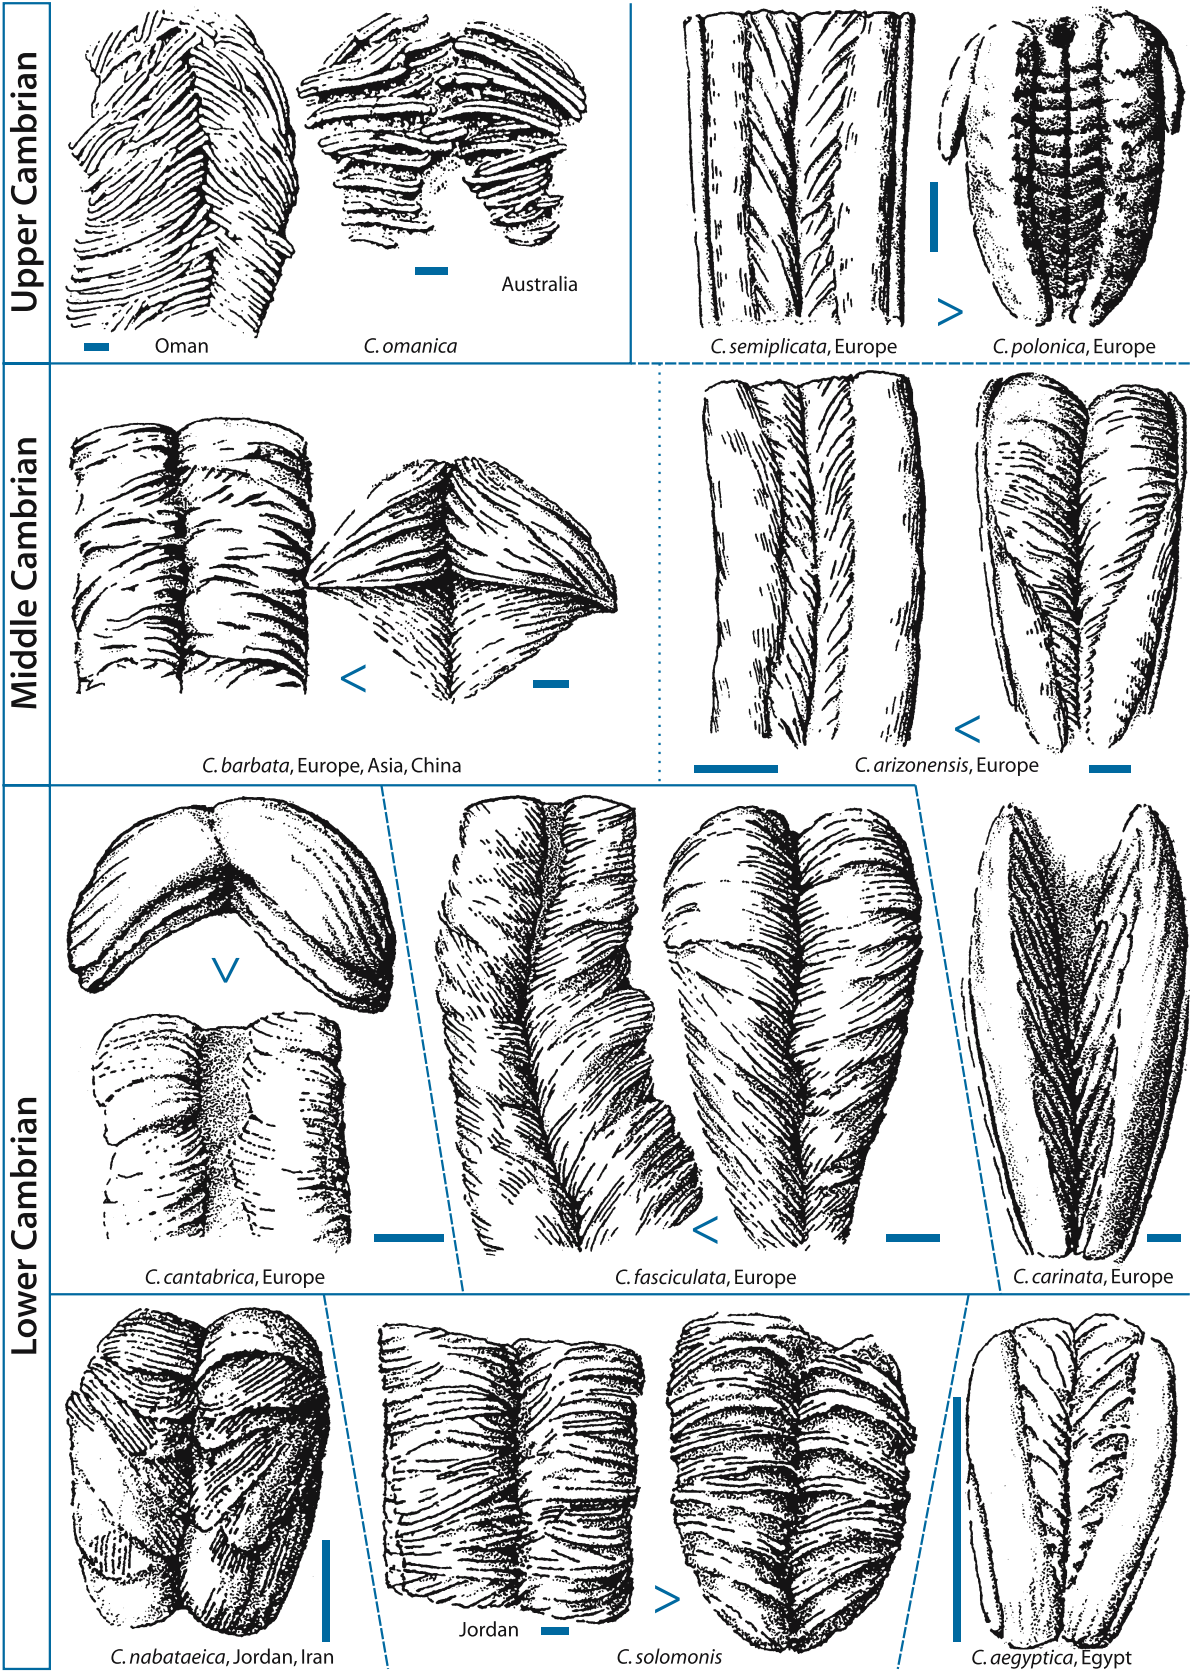 Upper Cambrian
Australia
Oman
C. omanica
>
C. semiplicata, Europe
C. polonica, Europe
Middle Cambrian
<
<
C. barbata, Europe, Asia, China
C. arizonensis, Europe
Lower Cambrian
>
<
C. cantabrica, Europe
C. fasciculata, Europe
C. carinata, Europe
>
Jordan
C. nabataeica, Jordan, Iran
C. solomonis
C. aegyptica, Egypt